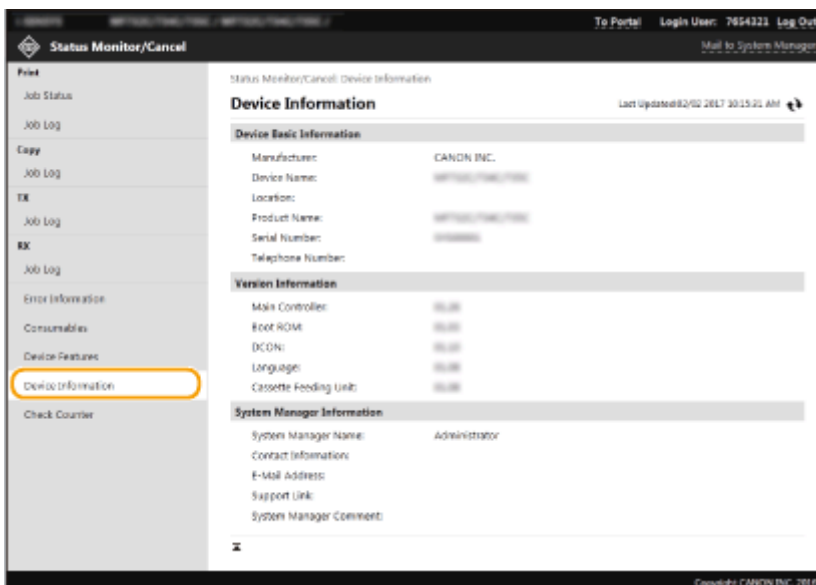 To Portal Login User: 7654321 Log Out
Status Monitor/Cancel Mail to System Manager
Print
Job Status
Job Log
Copy
Job Log
TX
Job Log
RX
Job Log
Error Information
Consumables
Device Features
Device Information
Check Counter
Status Monitor/Cancel: Device Information
Device Information Last Updated:02/02 2017 10:15:31 AM
Device Basic Information
Manufacturer: CANON INC.
Device Name:
Location:
Product Name:
Serial Number:
Telephone Number:
Version Information
Main Controller:
Boot ROM:
DCON:
Language:
Cassette Feeding Unit:
System Manager Information
System Manager Name: Administrator
Contact Information:
E-Mail Address:
Support Link:
System Manager Comment:
Copyright CANON INC. 2016